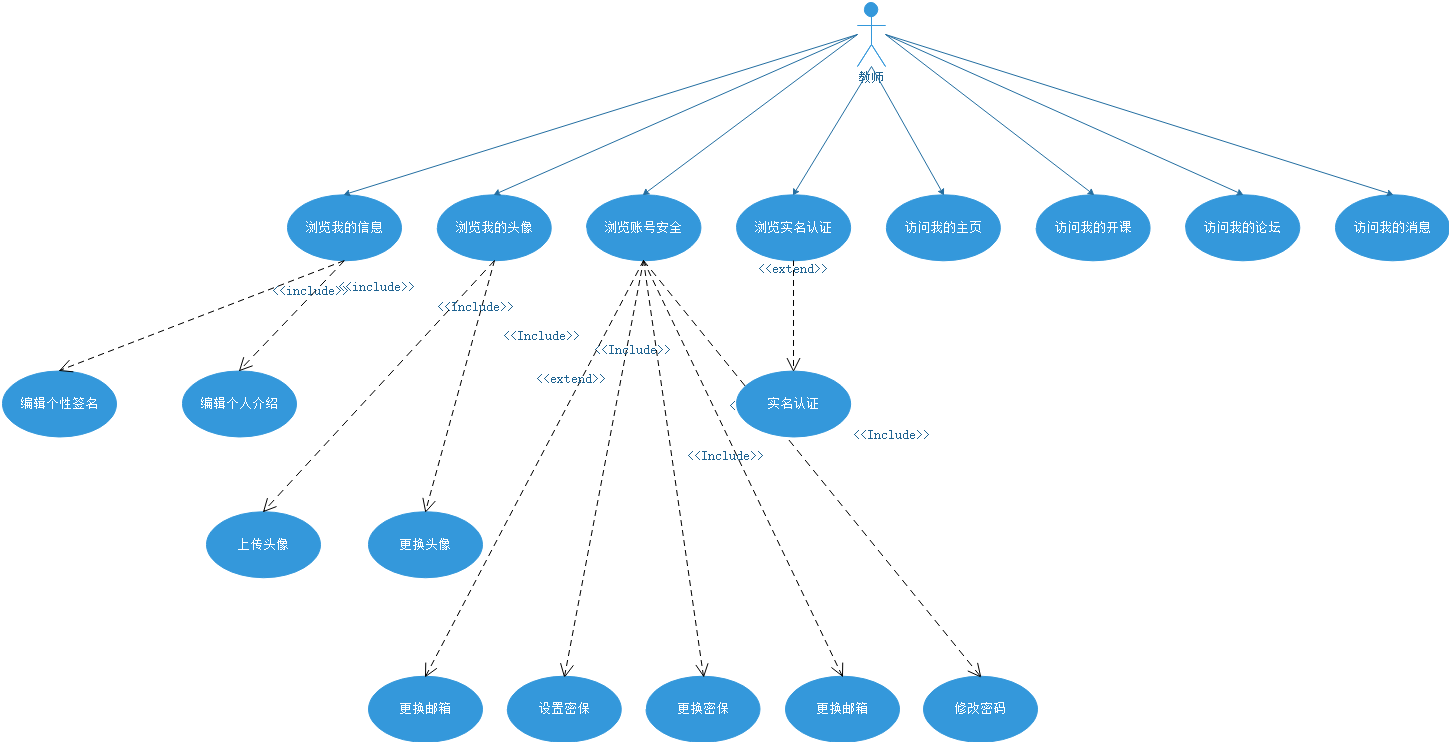 教师
浏览我的信息
浏览我的头像
浏览账号安全
浏览实名认证
访问我的主页
访问我的开课
访问我的论坛
访问我的消息
<<extend>>
<<include>>
<<include>>
<<Include>>
<<Include>>
<<Include>>
<<extend>>
编辑个性签名
编辑个人介绍
实名认证
<<Include>>
<<Include>>
上传头像
更换头像
更换邮箱
设置密保
更换密保
更换邮箱
修改密码